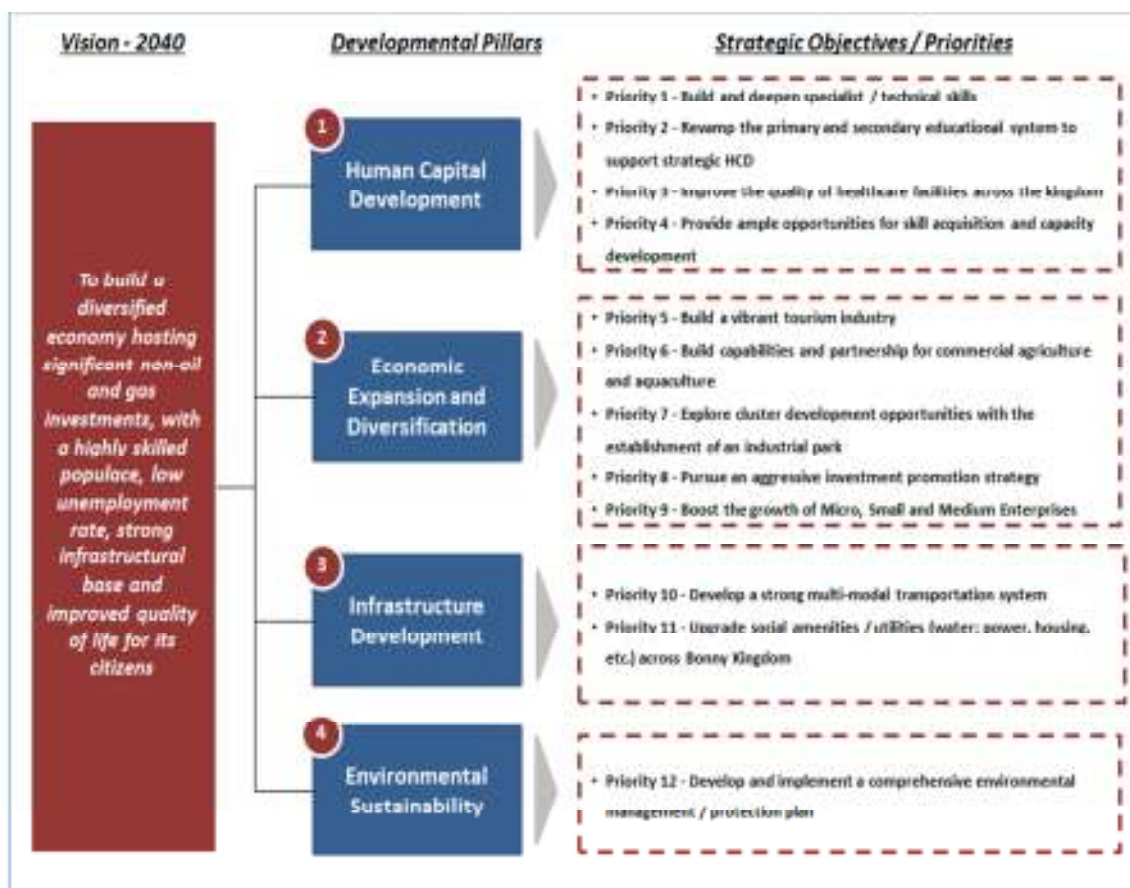 Vision - 2040
Developmental Pillars
Strategic Objectives / Priorities
To build a
diversified
economy hosting
significant non-oil
and gas
investments, with
a highly skilled
populace, low
unemployment
rate, strong
infrastructural
base and
improved quality
of life for its
citizens
1
Human Capital
Development
• Priority 1 - Build and deepen specialist / technical skills
• Priority 2 - Revamp the primary and secondary educational system to
support strategic HCD
• Priority 3 - Improve the quality of healthcare facilities across the kingdom
• Priority 4 - Provide ample opportunities for skill acquisition and capacity
development
2
Economic
Expansion and
Diversification
• Priority 5 - Build a vibrant tourism industry
• Priority 6 - Build capabilities and partnership for commercial agriculture
and aquaculture
• Priority 7 - Explore cluster development opportunities with the
establishment of an industrial park
• Priority 8 - Pursue an aggressive investment promotion strategy
• Priority 9 - Boost the growth of Micro, Small and Medium Enterprises
3
Infrastructure
Development
• Priority 10 - Develop a strong multi-modal transportation system
• Priority 11 - Upgrade social amenities / utilities (water; power, housing,
etc.) across Bonny Kingdom
4
Environmental
Sustainability
• Priority 12 - Develop and implement a comprehensive environmental
management / protection plan